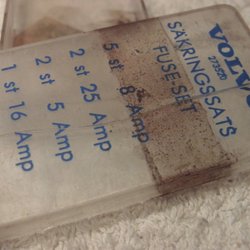 VOLV
273520
SÄKRINGSSATS
FUSE-SET
5 st 8 Amp
2 st 25 Amp
2 st 5 Amp
1 st 16 Amp